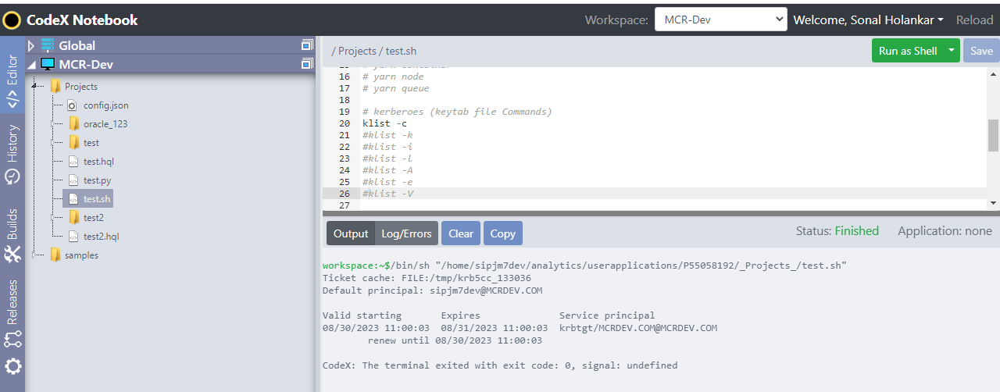 CodeX Notebook
Workspace: MCR-Dev Welcome, Sonal Holankar Reload
Editor
History
Builds
Releases
Global
MCR-Dev
Projects
config.json
oracle_123
test
test.hql
test.py
test.sh
test2
test2.hql
samples
/ Projects / test.sh
Run as Shell Save
16 # yarn node
17 # yarn queue
18
19 # kerberoes (keytab file Commands)
20 klist -c
21 #klist -k
22 #klist -i
23 #klist -l
24 #klist -A
25 #klist -e
26 #klist -V
27
Output Log/Errors Clear Copy Status: Finished Application: none
workspace:~$/bin/sh "/home/sipjm7dev/analytics/userapplications/P55058192/_Projects_/test.sh"
Ticket cache: FILE:/tmp/krb5cc_133036
Default principal: sipjm7dev@MCRDEV.COM
Valid starting Expires Service principal
08/30/2023 11:00:03 08/31/2023 11:00:03 krbtgt/MCRDEV.COM@MCRDEV.COM
renew until 08/30/2023 11:00:03
CodeX: The terminal exited with exit code: 0, signal: undefined